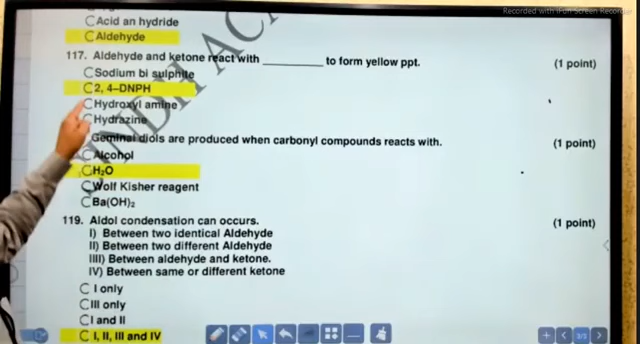 Recorded with iFun Screen Recorder
C Acid an hydride
C Aldehyde
117. Aldehyde and ketone react with ________ to form yellow ppt. (1 point)
C Sodium bi sulphite
C 2, 4–DNPH
C Hydroxyl amine
C Hydrazine
Geminal diols are produced when carbonyl compounds reacts with. (1 point)
C Alcohol
C H₂O
C Wolf Kisher reagent
C Ba(OH)₂
119. Aldol condensation can occurs. (1 point)
I) Between two identical Aldehyde
II) Between two different Aldehyde
IIII) Between aldehyde and ketone.
IV) Between same or different ketone
C I only
C III only
C I and II
C I, II, III and IV